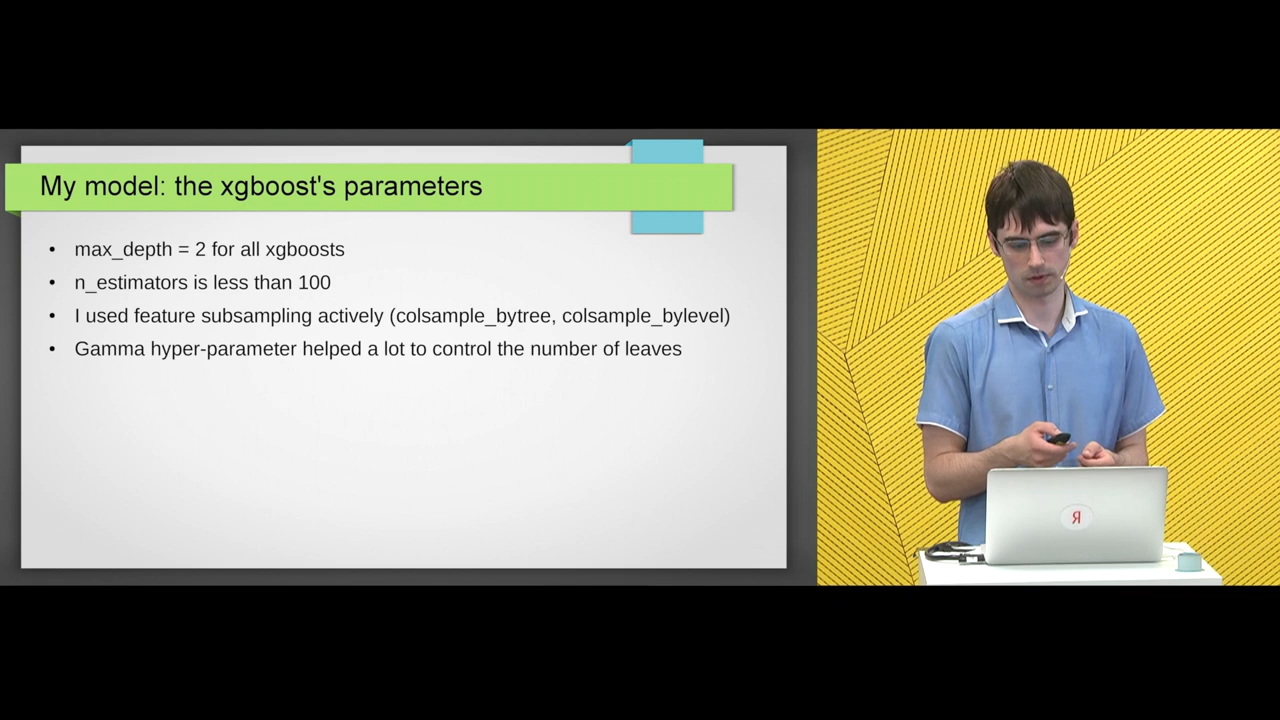 My model: the xgboost's parameters
• max_depth = 2 for all xgboosts
• n_estimators is less than 100
• I used feature subsampling actively (colsample_bytree, colsample_bylevel)
• Gamma hyper-parameter helped a lot to control the number of leaves
Я